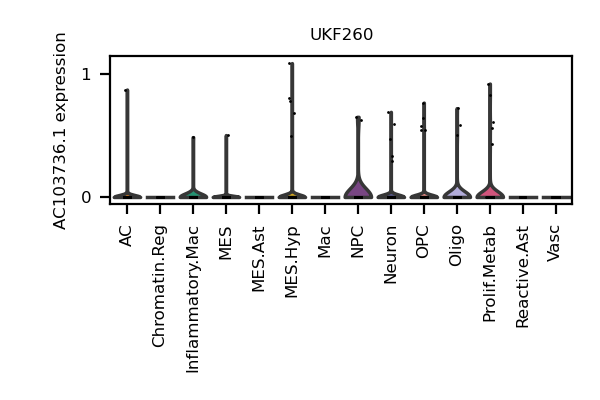 UKF260
AC103736.1 expression
1
0
AC
Chromatin.Reg
Inflammatory.Mac
MES
MES.Ast
MES.Hyp
Mac
NPC
Neuron
OPC
Oligo
Prolif.Metab
Reactive.Ast
Vasc